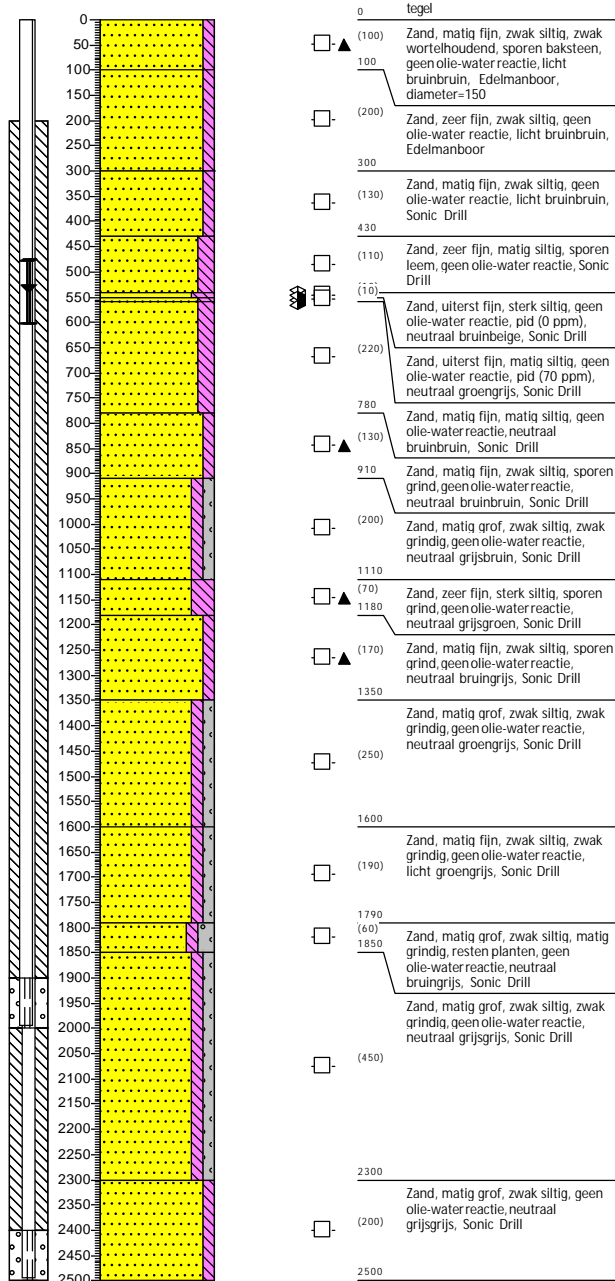 0
50
100
150
200
250
300
350
400
450
500
550
600
650
700
750
800
850
900
950
1000
1050
1100
1150
1200
1250
1300
1350
1400
1450
1500
1550
1600
1650
1700
1750
1800
1850
1900
1950
2000
2050
2100
2150
2200
2250
2300
2350
2400
2450
2500
0 tegel
(100) Zand, matig fijn, zwak siltig, zwak
wortelhoudend, sporen baksteen,
geen olie-water reactie, licht
100 bruinbruin, Edelmanboor,
diameter=150
(200) Zand, zeer fijn, zwak siltig, geen
olie-water reactie, licht bruinbruin,
Edelmanboor
300
(130) Zand, matig fijn, zwak siltig, geen
olie-water reactie, licht bruinbruin,
Sonic Drill
430
(110) Zand, zeer fijn, matig siltig, sporen
leem, geen olie-water reactie, Sonic
Drill
(10)
Zand, uiterst fijn, sterk siltig, geen
olie-water reactie, pid (0 ppm),
neutraal bruinbeige, Sonic Drill
(220) Zand, uiterst fijn, matig siltig, geen
olie-water reactie, pid (70 ppm),
neutraal groengrijs, Sonic Drill
780 Zand, matig fijn, matig siltig, geen
(130) olie-water reactie, neutraal
bruinbruin, Sonic Drill
910 Zand, matig fijn, zwak siltig, sporen
grind, geen olie-water reactie,
neutraal bruinbruin, Sonic Drill
(200) Zand, matig grof, zwak siltig, zwak
grindig, geen olie-water reactie,
neutraal grijsbruin, Sonic Drill
1110
(70) Zand, zeer fijn, sterk siltig, sporen
1180 grind, geen olie-water reactie,
neutraal grijsgroen, Sonic Drill
(170) Zand, matig fijn, zwak siltig, sporen
grind, geen olie-water reactie,
neutraal bruingrijs, Sonic Drill
1350
Zand, matig grof, zwak siltig, zwak
grindig, geen olie-water reactie,
neutraal groengrijs, Sonic Drill
(250)
1600
Zand, matig fijn, zwak siltig, zwak
(190) grindig, geen olie-water reactie,
licht groengrijs, Sonic Drill
1790
(60) Zand, matig grof, zwak siltig, matig
1850 grindig, resten planten, geen
olie-water reactie, neutraal
bruingrijs, Sonic Drill
Zand, matig grof, zwak siltig, zwak
grindig, geen olie-water reactie,
neutraal grijsgrijs, Sonic Drill
(450)
2300
Zand, matig grof, zwak siltig, geen
(200) olie-water reactie, neutraal
grijsgrijs, Sonic Drill
2500